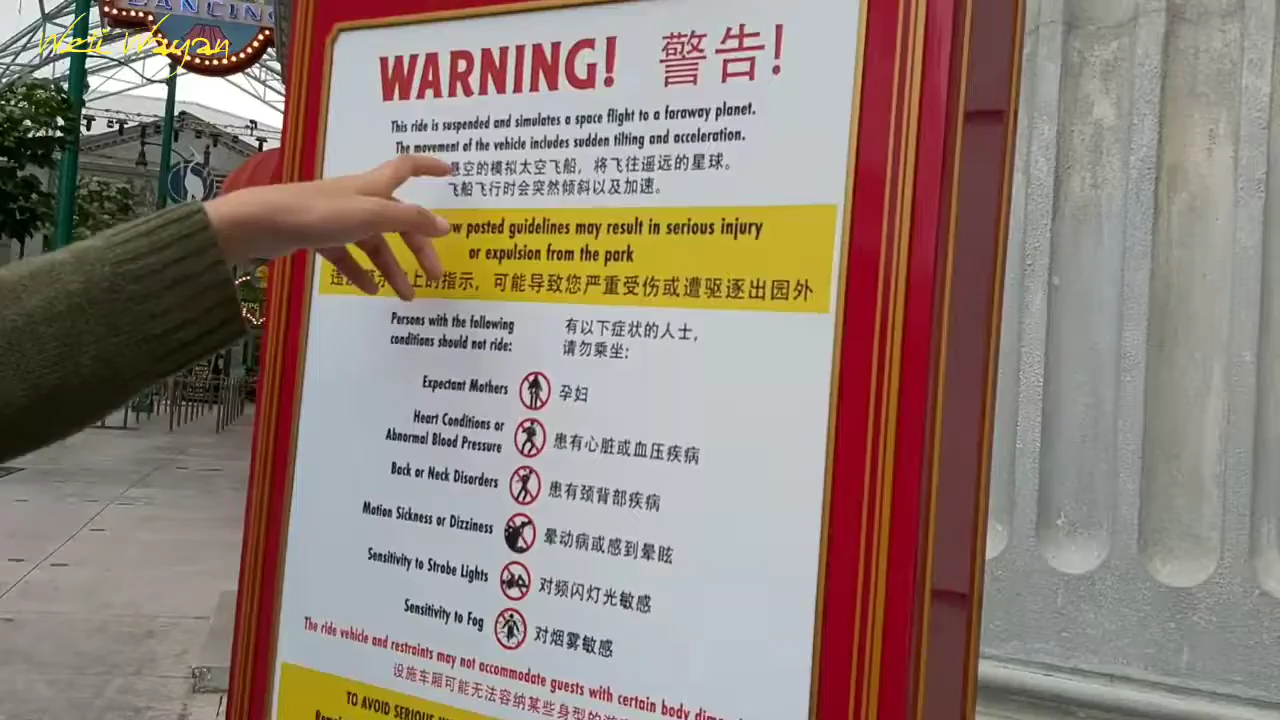 DANCING
Weli Wayan
WARNING! 警告!
This ride is suspended and simulates a space flight to a faraway planet.
The movement of the vehicle includes sudden tilting and acceleration.
悬空的模拟太空飞船，将飞往遥远的星球。
飞船飞行时会突然倾斜以及加速。
posted guidelines may result in serious injury
or expulsion from the park
上的指示，可能导致您严重受伤或遭驱逐出园外
Persons with the following
conditions should not ride:
有以下症状的人士，
请勿乘坐:
Expectant Mothers 孕妇
Heart Conditions or
Abnormal Blood Pressure 患有心脏或血压疾病
Back or Neck Disorders 患有颈背部疾病
Motion Sickness or Dizziness 晕动病或感到晕眩
Sensitivity to Strobe Lights 对频闪灯光敏感
Sensitivity to Fog 对烟雾敏感
The ride vehicle and restraints may not accommodate guests with certain body
设施车厢可能无法容纳某些身型的
TO AVOID SERIOUS